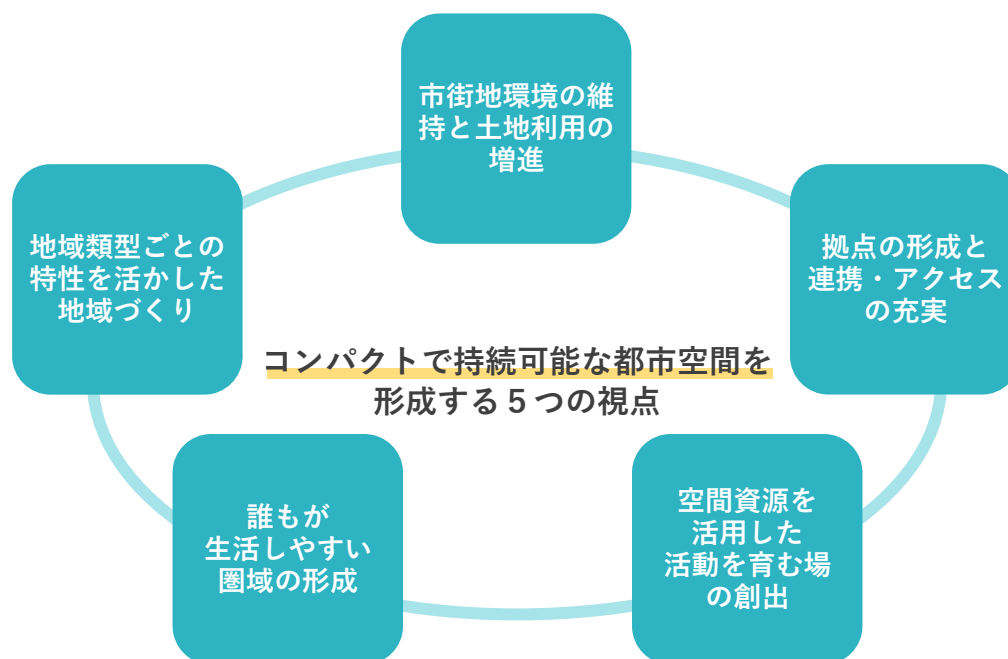 市街地環境の維
持と土地利用の
増進
地域類型ごとの
特性を活かした
地域づくり
拠点の形成と
連携・アクセス
の充実
コンパクトで持続可能な都市空間を
形成する５つの視点
誰もが
生活しやすい
圏域の形成
空間資源を
活用した
活動を育む場
の創出